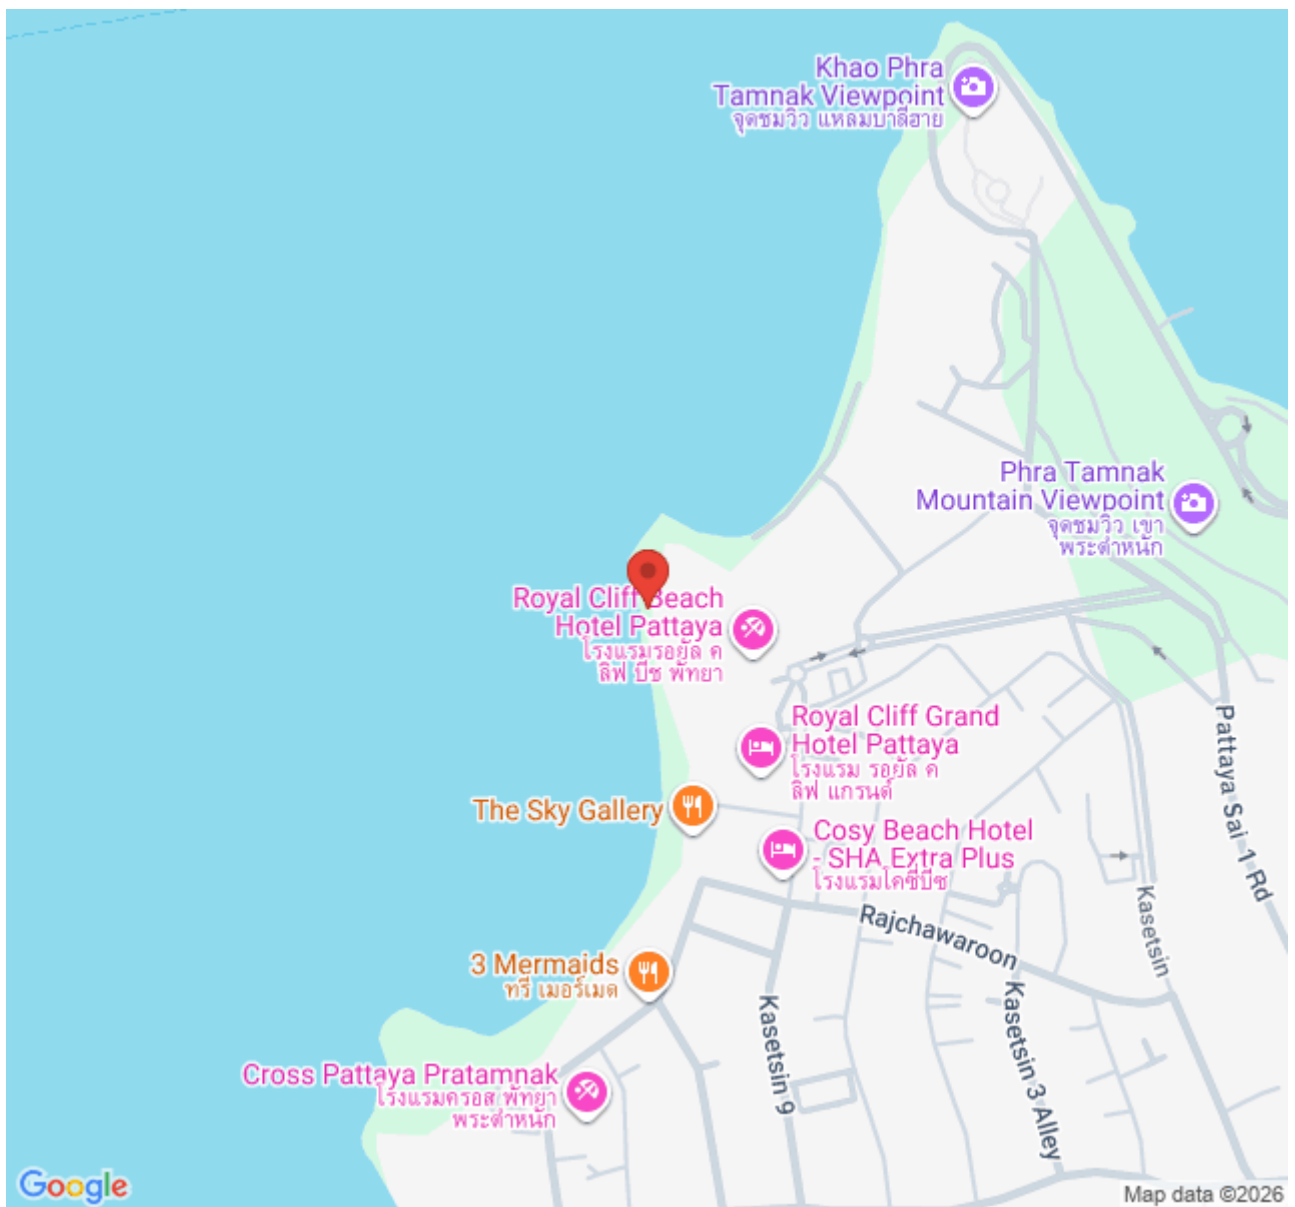 Khao Phra
Tamnak Viewpoint
จุดชมวิว แหลมบาลีฮาย
Phra Tamnak
Mountain Viewpoint
จุดชมวิว เขา
พระตำหนัก
Royal Cliff Beach
Hotel Pattaya
โรงแรมรอยัล ค
ลิฟ บีช พัทยา
Royal Cliff Grand
Hotel Pattaya
โรงแรม รอยัล ค
ลิฟ แกรนด์
Pattaya Sai 1 Rd
The Sky Gallery
Cosy Beach Hotel
- SHA Extra Plus
โรงแรมโคซี่บีช
Rajchawaroon
Kasetsin
3 Mermaids
ทรี เมอร์เมด
Kasetsin 9
Kasetsin 3 Alley
Cross Pattaya Pratamnak
โรงแรมครอส พัทยา
พระตำหนัก
Google
Map data ©2026